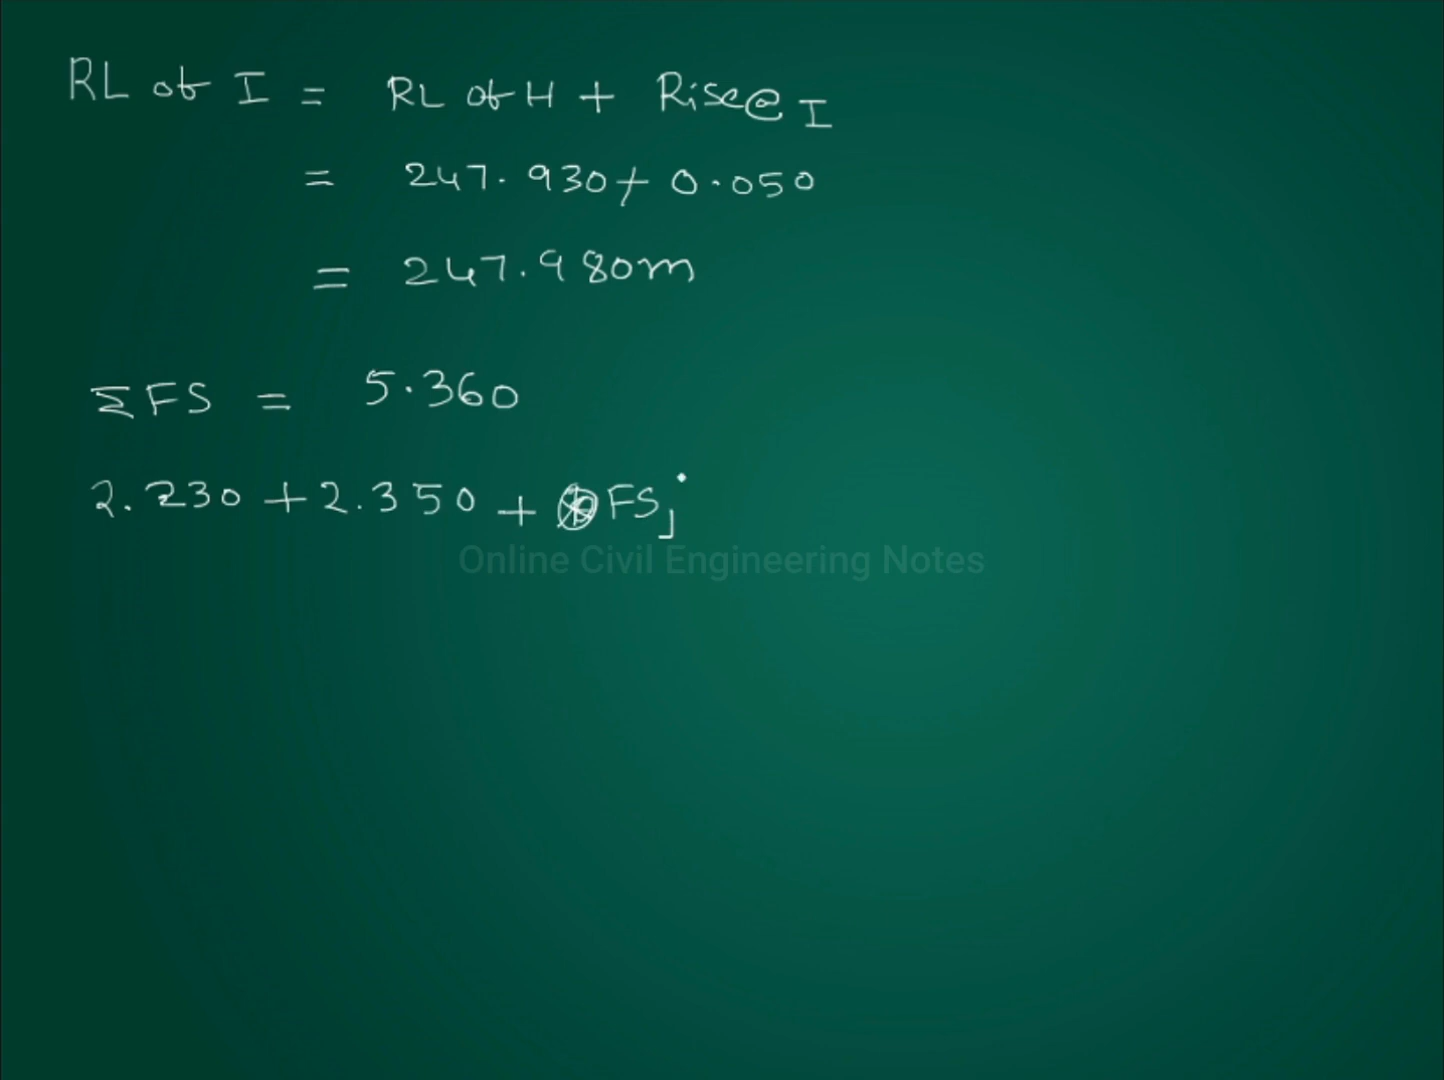 RL of I = RL of H + Rise@ I
= 247.930 + 0.050
= 247.980m
ΣFS = 5.360
2.230 + 2.350 + FSj
Online Civil Engineering Notes